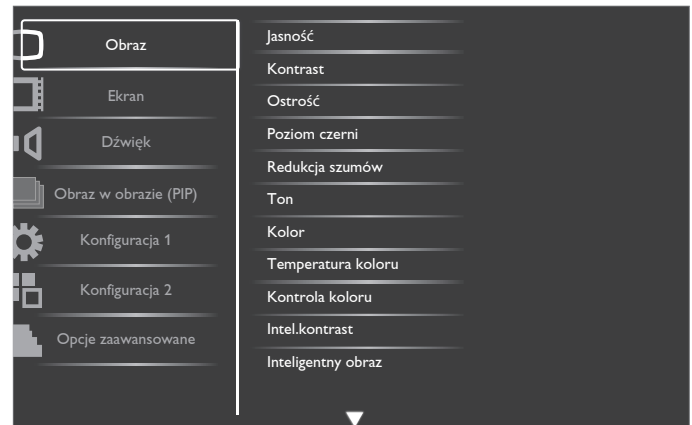 Obraz
Ekran
Dźwięk
Obraz w obrazie (PIP)
Konfiguracja 1
Konfiguracja 2
Opcje zaawansowane
Jasność
Kontrast
Ostrość
Poziom czerni
Redukcja szumów
Ton
Kolor
Temperatura koloru
Kontrola koloru
Intel.kontrast
Inteligentny obraz